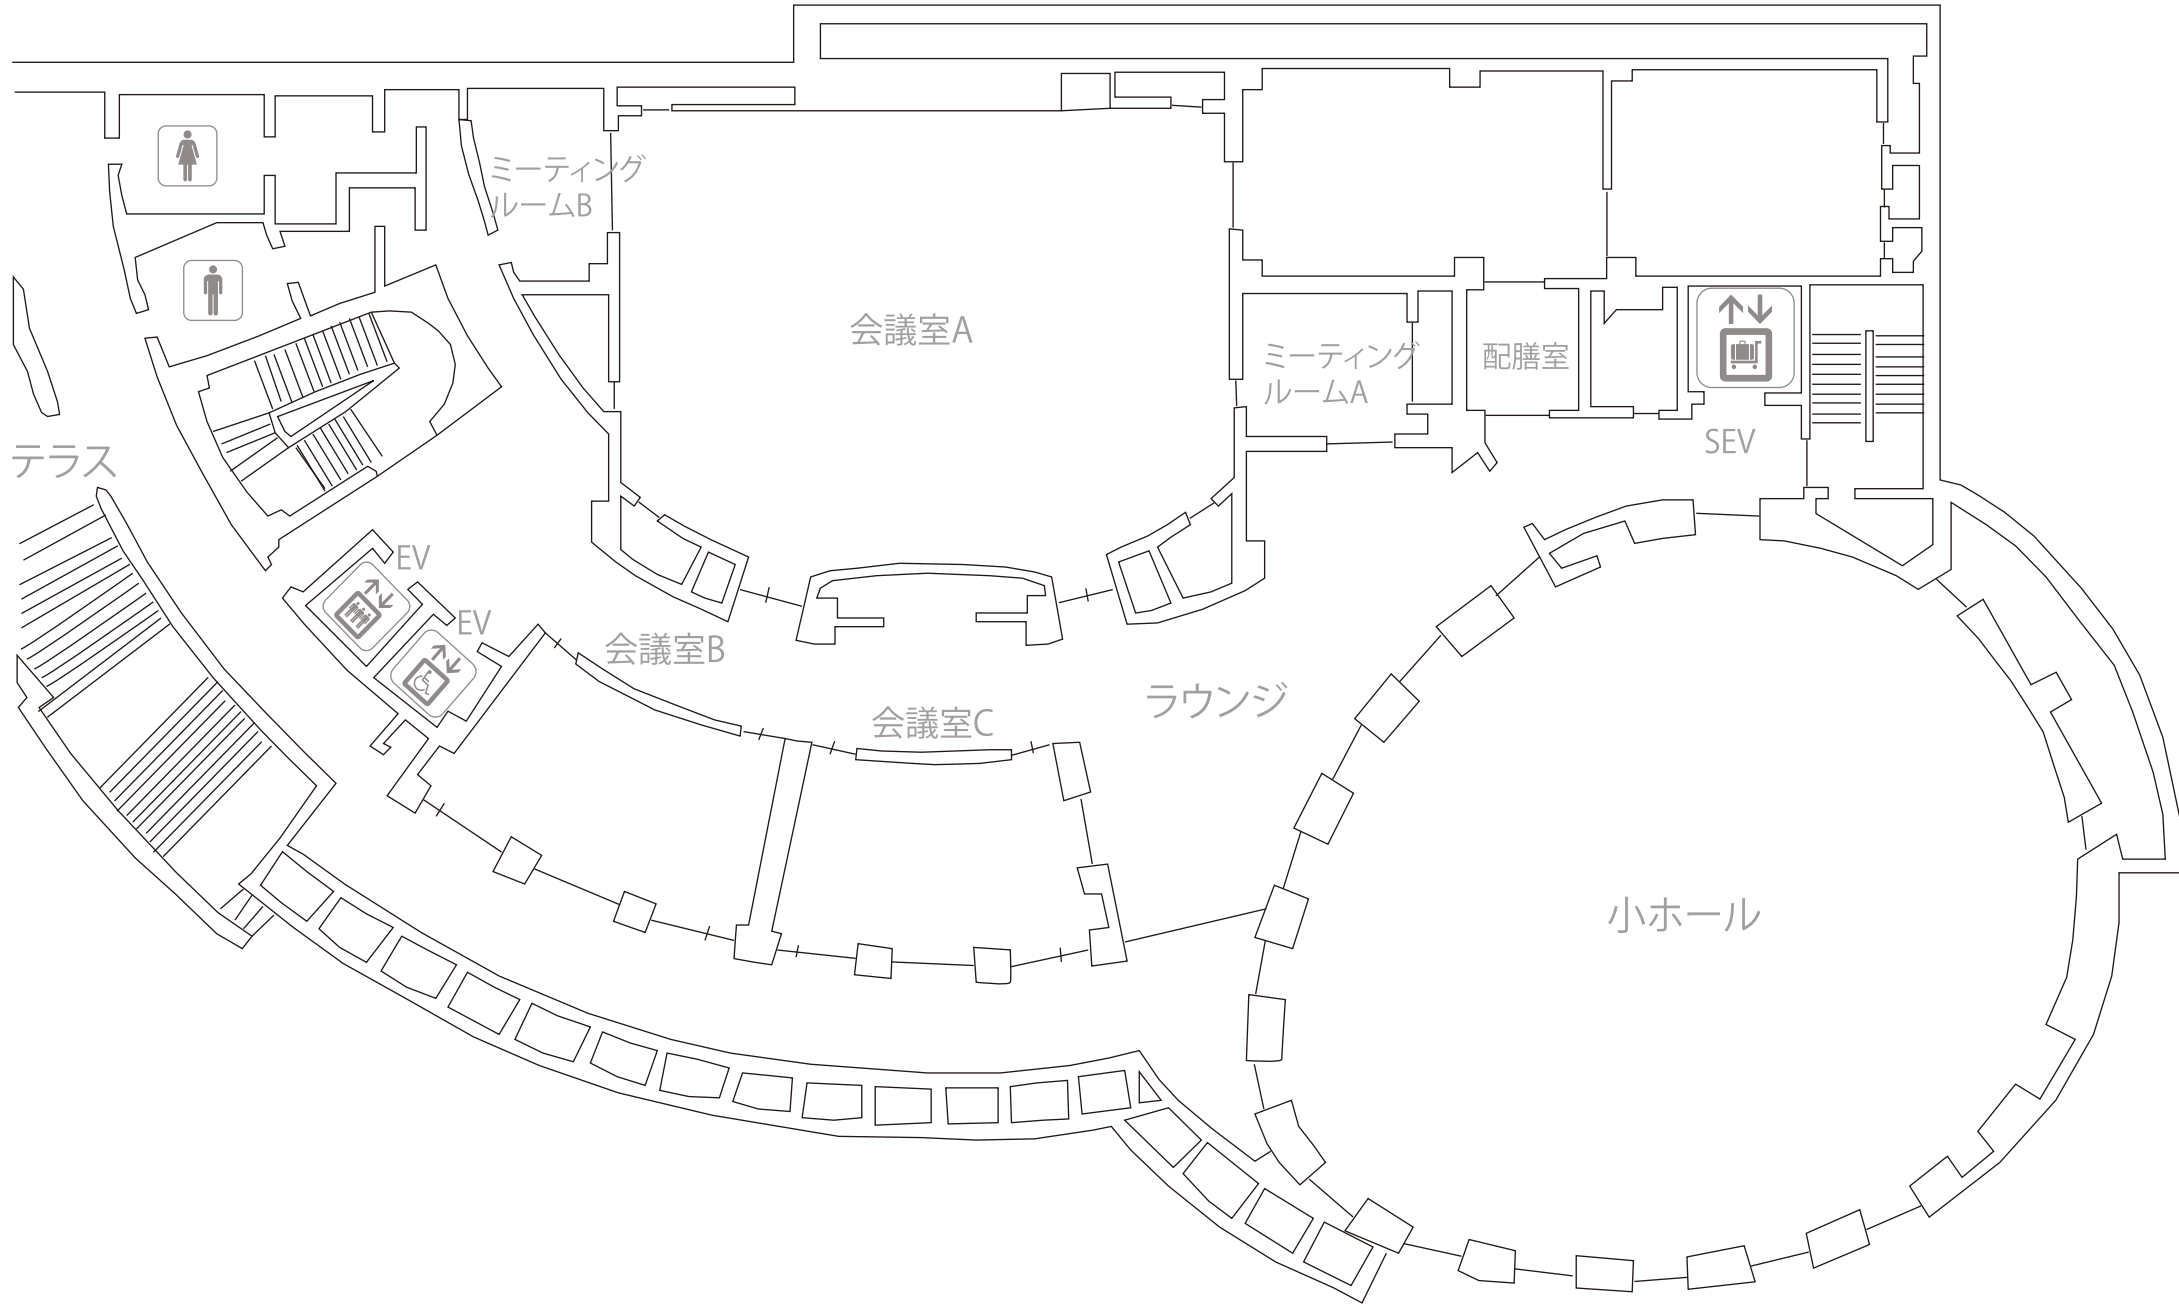 ミーティング
ルームB
会議室A
ミーティング
ルームA
配膳室
SEV
テラス
EV
EV
会議室B
会議室C
ラウンジ
小ホール